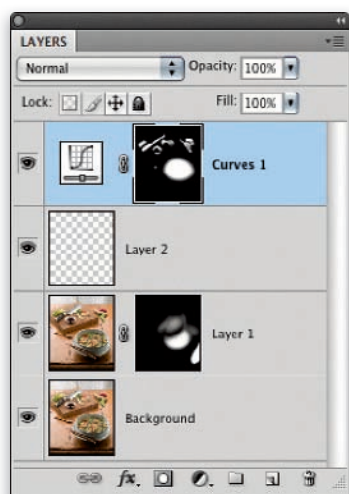 LAYERS
Normal Opacity: 100%
Lock: Fill: 100%
Curves 1
Layer 2
Layer 1
Background
fx.